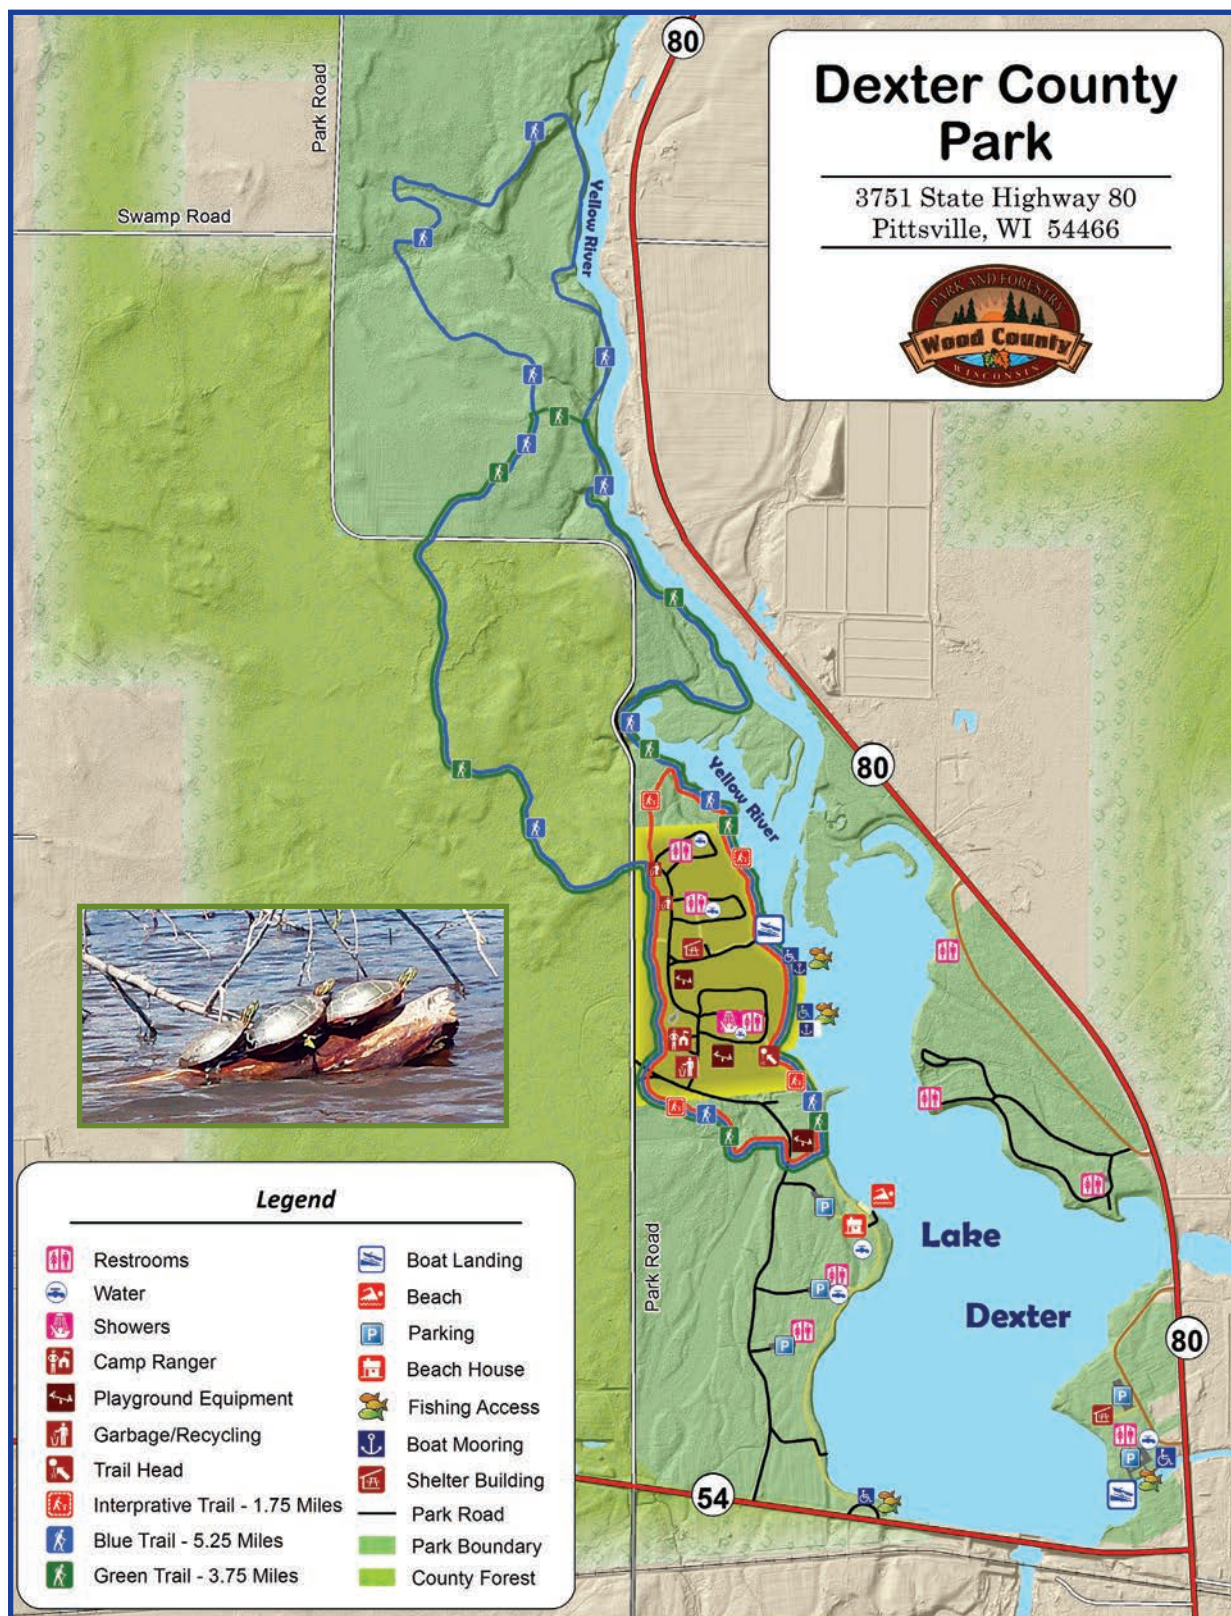 80
Dexter County
Park
3751 State Highway 80
Pittsville, WI  54466
PARK AND FORESTRY
Wood County
WISCONSIN
Park Road
Swamp Road
Yellow River
80
Yellow River
Lake
Dexter
80
Park Road
54
Legend
Restrooms
Water
Showers
Camp Ranger
Playground Equipment
Garbage/Recycling
Trail Head
Interprative Trail - 1.75 Miles
Blue Trail - 5.25 Miles
Green Trail - 3.75 Miles
Boat Landing
Beach
P
Parking
Beach House
Fishing Access
Boat Mooring
Shelter Building
Park Road
Park Boundary
County Forest
P
P
P
P
P